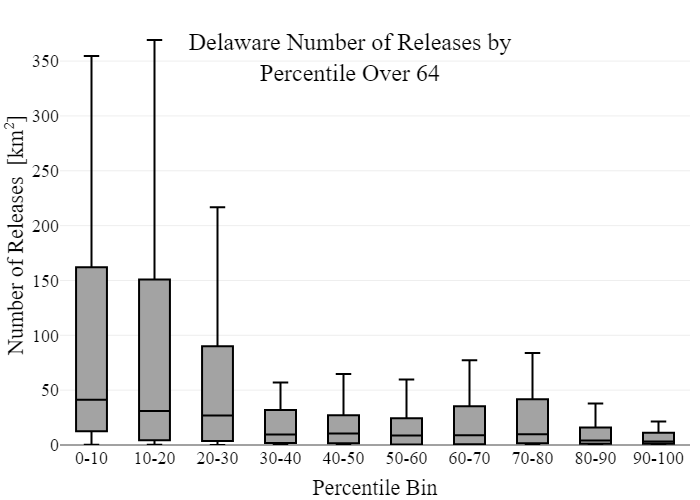 Delaware Number of Releases by
Percentile Over 64
Number of Releases [km²]
350
300
250
200
150
100
50
0
0-10 10-20 20-30 30-40 40-50 50-60 60-70 70-80 80-90 90-100
Percentile Bin